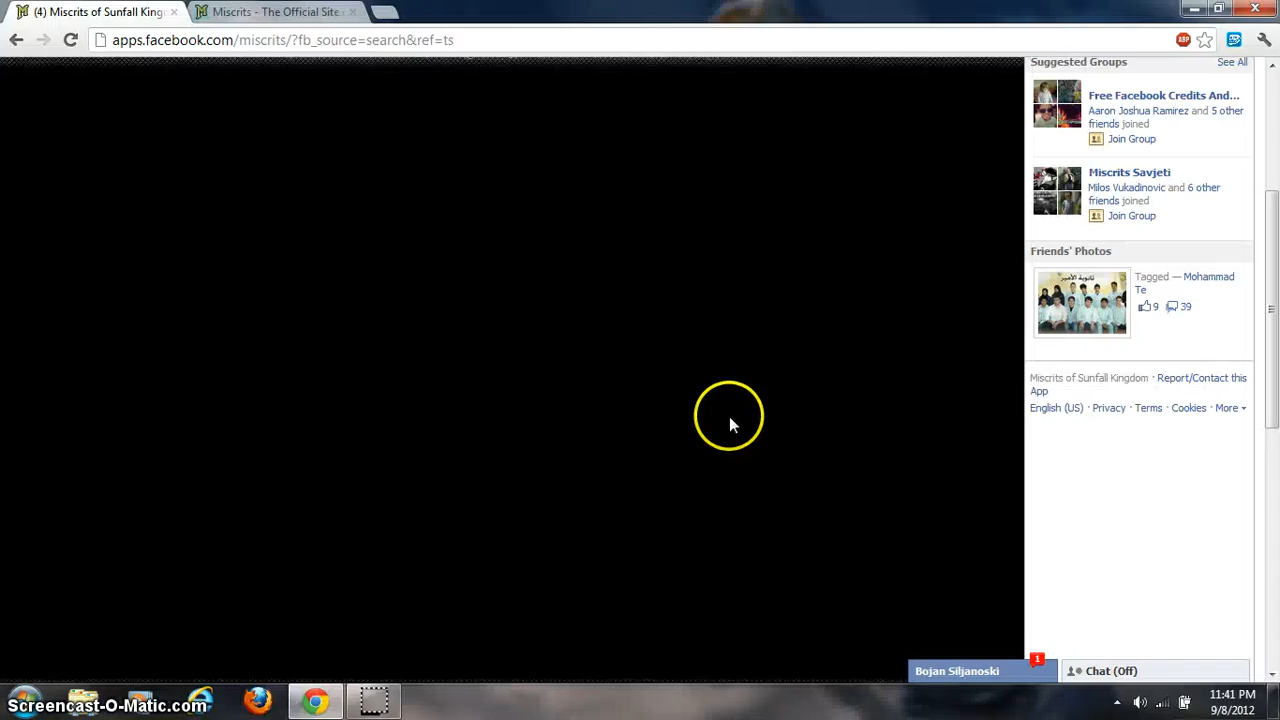 (4) Miscrits of Sunfall King
Miscrits - The Official Site
apps.facebook.com/miscrits/?fb_source=search&ref=ts
ABP
Suggested Groups
See All
Free Facebook Credits And...
Aaron Joshua Ramirez and 5 other
friends joined
Join Group
Miscrits Savjeti
Milos Vukadinovic and 6 other
friends joined
Join Group
Friends' Photos
ثانوية الأمير
Tagged — Mohammad
Te
9 39
Miscrits of Sunfall Kingdom · Report/Contact this
App
English (US) · Privacy · Terms · Cookies · More
Bojan Siljanoski
1
Chat (Off)
Screencast-O-Matic.com
11:41 PM
9/8/2012